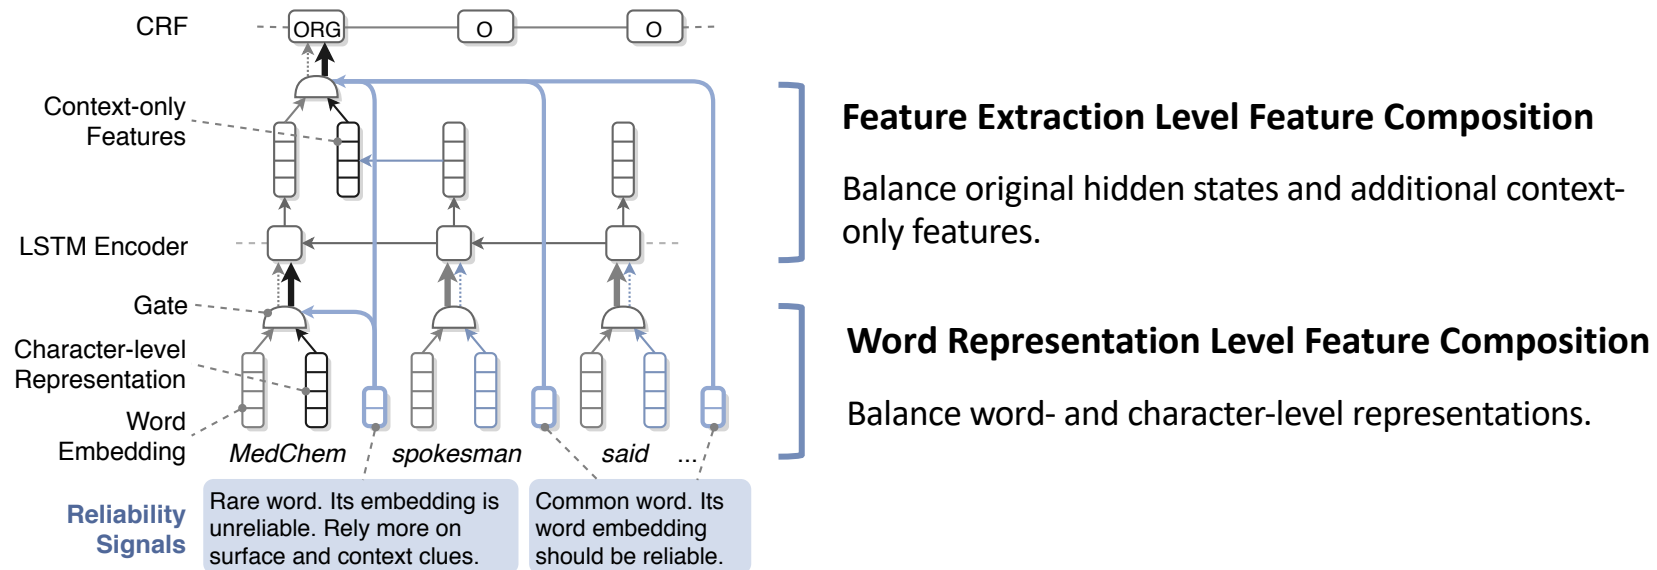 CRF
ORG
O
O
Context-only
Features
Feature Extraction Level Feature Composition
Balance original hidden states and additional context-
only features.
LSTM Encoder
Gate
Character-level
Representation
Word
Embedding
Word Representation Level Feature Composition
Balance word- and character-level representations.
MedChem spokesman said ...
Reliability
Signals
Rare word. Its embedding is
unreliable. Rely more on
surface and context clues.
Common word. Its
word embedding
should be reliable.